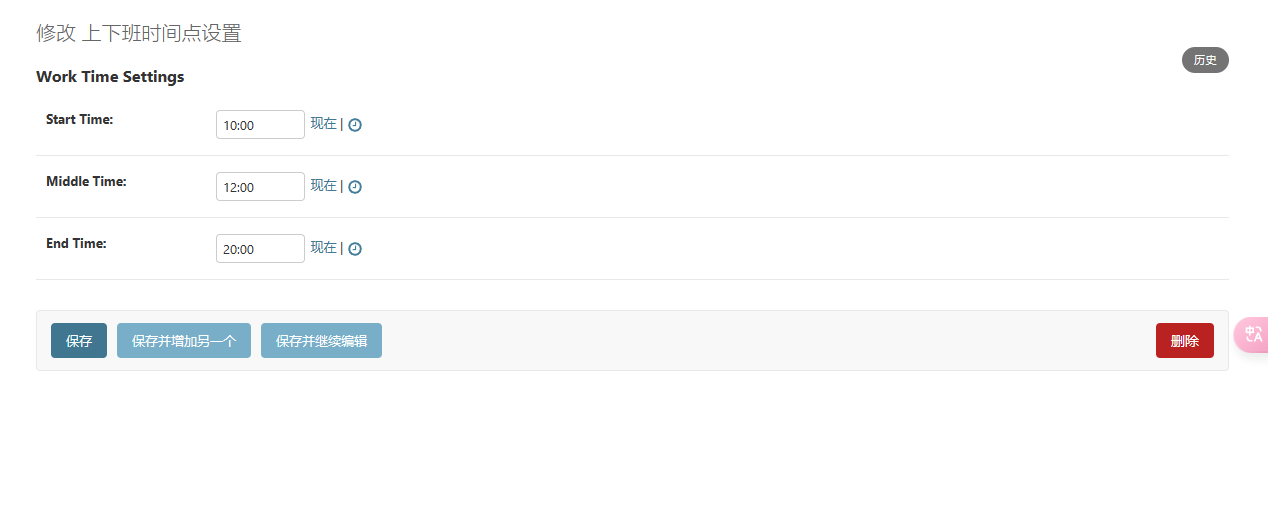 修改 上下班时间点设置
历史
Work Time Settings
Start Time: 10:00 现在 |
Middle Time: 12:00 现在 |
End Time: 20:00 现在 |
保存 保存并增加另一个 保存并继续编辑 删除
中A